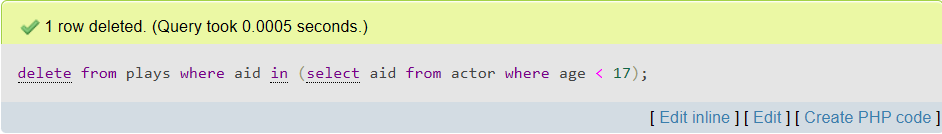 1 row deleted. (Query took 0.0005 seconds.)
delete from plays where aid in (select aid from actor where age < 17);
[ Edit inline ] [ Edit ] [ Create PHP code ]